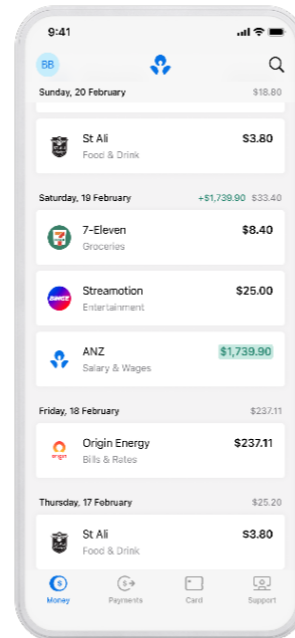 9:41
BB
Sunday, 20 February $18.80
St Ali $3.80
Food & Drink
Saturday, 19 February +$1,739.90 $33.40
7-Eleven $8.40
Groceries
Streamotion $25.00
Entertainment
ANZ $1,739.90
Salary & Wages
Friday, 18 February $237.11
Origin Energy $237.11
origin
Bills & Rates
Thursday, 17 February $25.20
St Ali $3.80
Food & Drink
Money Payments Card Support